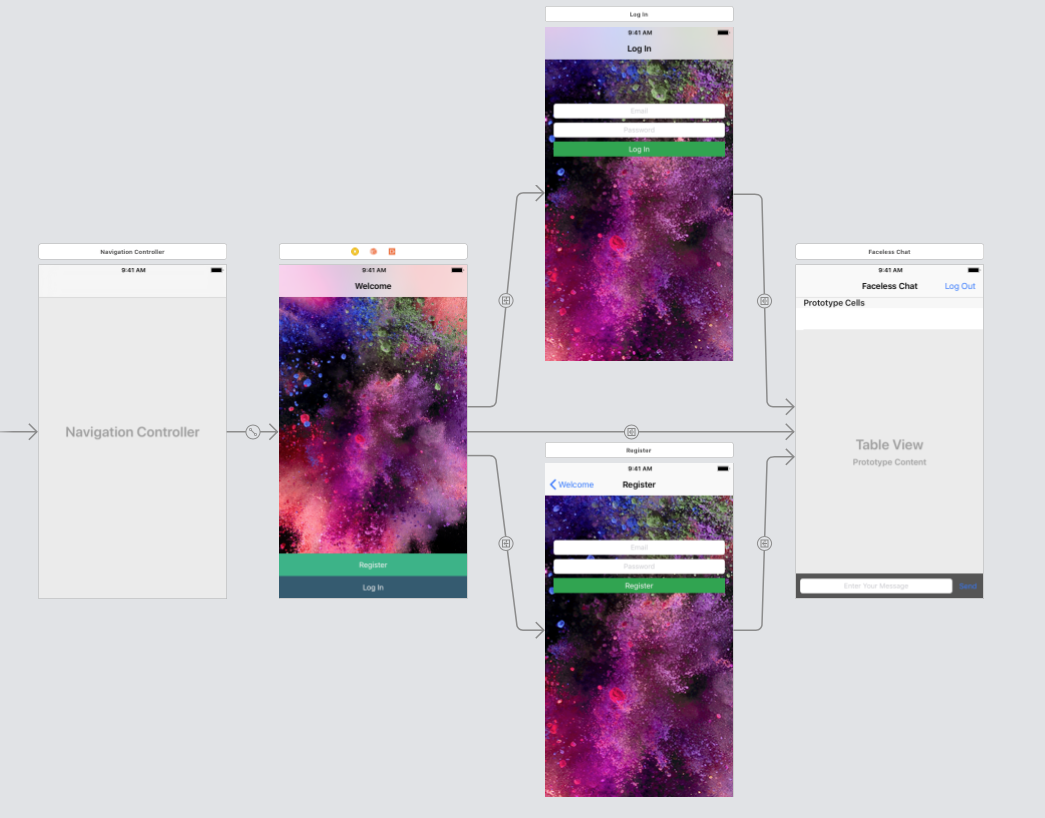 Log In
9:41 AM
Log In
Email
Password
Log In
Navigation Controller
9:41 AM
Navigation Controller
9:41 AM
Welcome
Register
Log In
Register
9:41 AM
Welcome
Register
Email
Password
Register
Faceless Chat
9:41 AM
Faceless Chat
Log Out
Prototype Cells
Table View
Prototype Content
Enter Your Message
Send